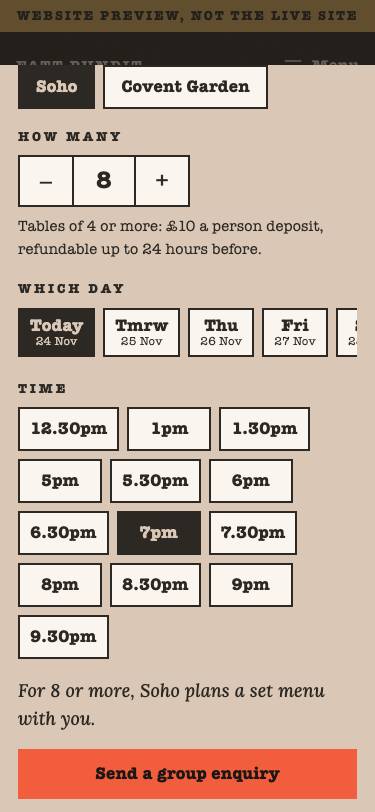 WEBSITE PREVIEW, NOT THE LIVE SITE
Soho
Covent Garden
HOW MANY
– 8 +
Tables of 4 or more: £10 a person deposit,
refundable up to 24 hours before.
WHICH DAY
Today Tmrw Thu Fri
24 Nov 25 Nov 26 Nov 27 Nov
TIME
12.30pm 1pm 1.30pm
5pm 5.30pm 6pm
6.30pm 7pm 7.30pm
8pm 8.30pm 9pm
9.30pm
For 8 or more, Soho plans a set menu
with you.
Send a group enquiry